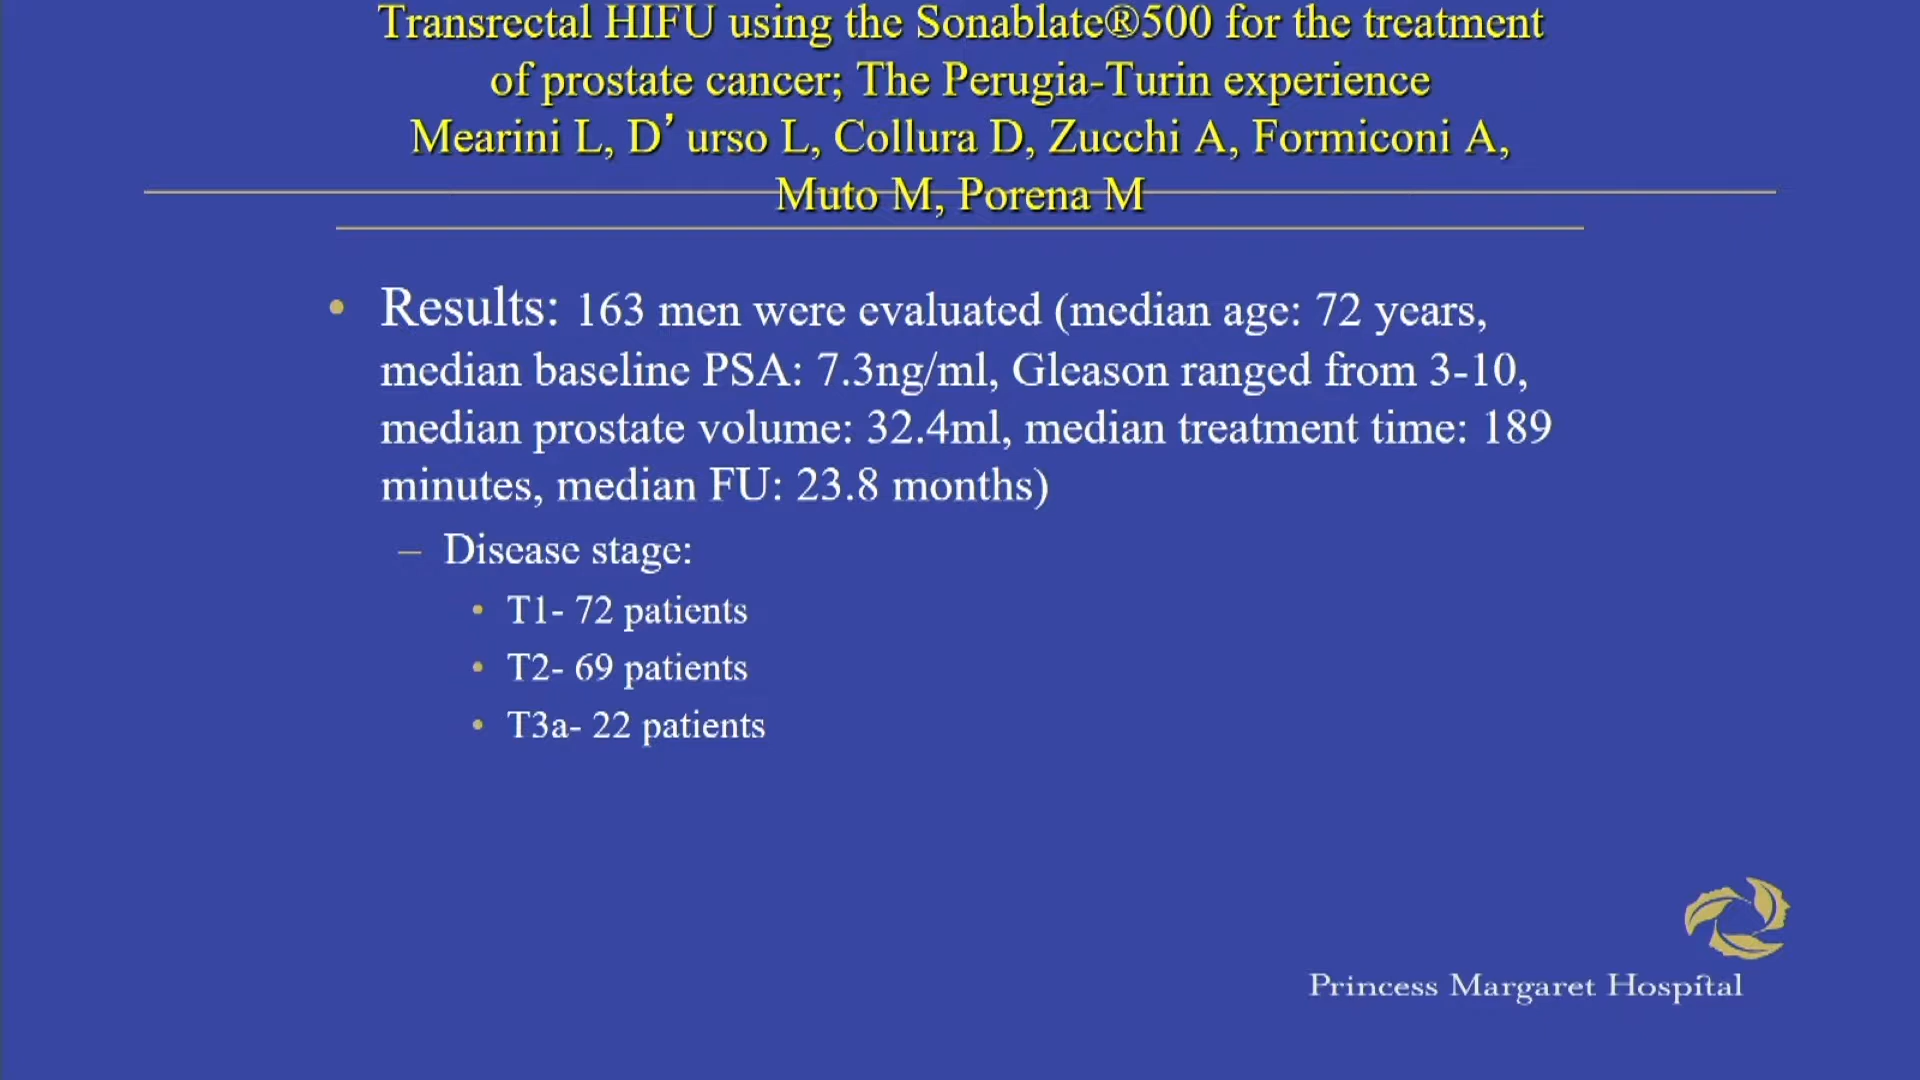 Transrectal HIFU using the Sonablate®500 for the treatment
of prostate cancer; The Perugia-Turin experience
Mearini L, D’ urso L, Collura D, Zucchi A, Formiconi A,
Muto M, Porena M
• Results: 163 men were evaluated (median age: 72 years,
median baseline PSA: 7.3ng/ml, Gleason ranged from 3-10,
median prostate volume: 32.4ml, median treatment time: 189
minutes, median FU: 23.8 months)
– Disease stage:
• T1- 72 patients
• T2- 69 patients
• T3a- 22 patients
Princess Margaret Hospital